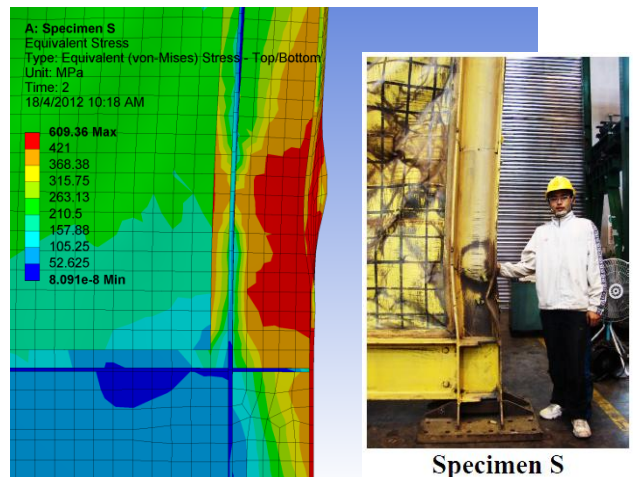 A: Specimen S
Equivalent Stress
Type: Equivalent (von-Mises) Stress - Top/Bottom
Unit: MPa
Time: 2
18/4/2012 10:18 AM
609.36 Max
421
368.38
315.75
263.13
210.5
157.88
105.25
52.625
8.091e-8 Min
Specimen S